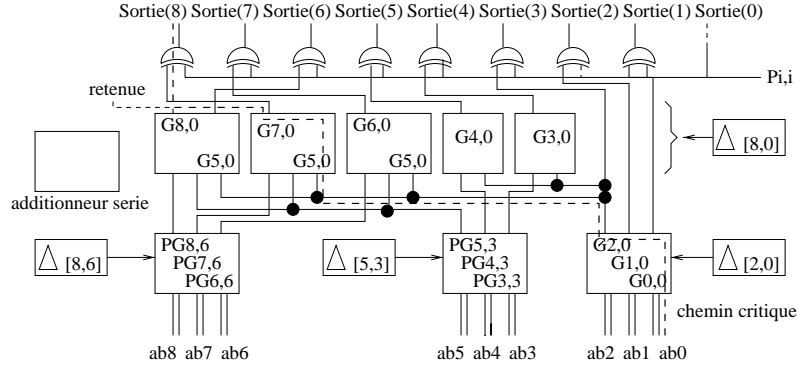 Sortie(8) Sortie(7) Sortie(6) Sortie(5) Sortie(4) Sortie(3) Sortie(2) Sortie(1) Sortie(0)
Pi,i
retenue
G8,0 G7,0 G6,0 G4,0 G3,0
[8,0]
G5,0 G5,0 G5,0
additionneur serie
PG8,6 PG5,3 G2,0
[8,6] PG7,6 [5,3] PG4,3 G1,0 [2,0]
PG6,6 PG3,3 G0,0
chemin critique
ab8 ab7 ab6 ab5 ab4 ab3 ab2 ab1 ab0